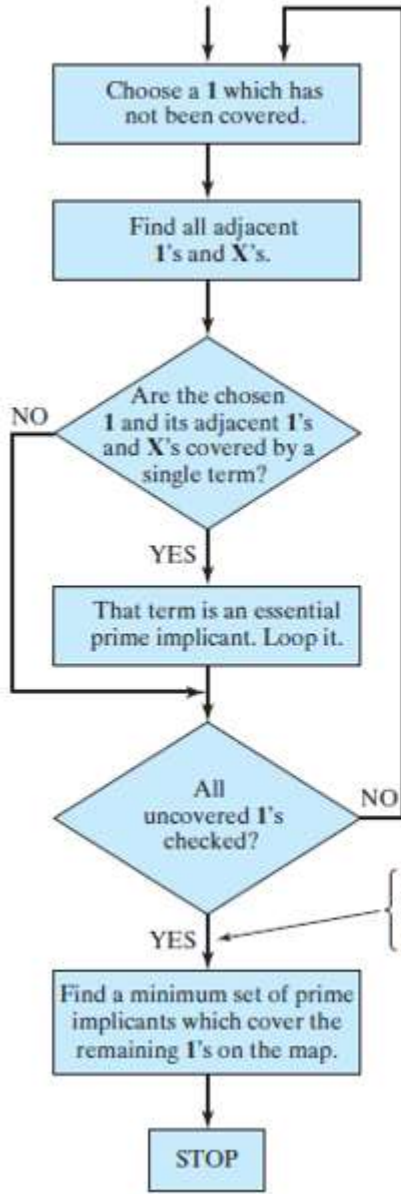 Choose a 1 which has
not been covered.
Find all adjacent
1's and X's.
Are the chosen
1 and its adjacent 1's
and X's covered by a
single term?
NO
YES
That term is an essential
prime implicant. Loop it.
All
uncovered 1's
checked?
NO
YES
Find a minimum set of prime
implicants which cover the
remaining 1's on the map.
STOP